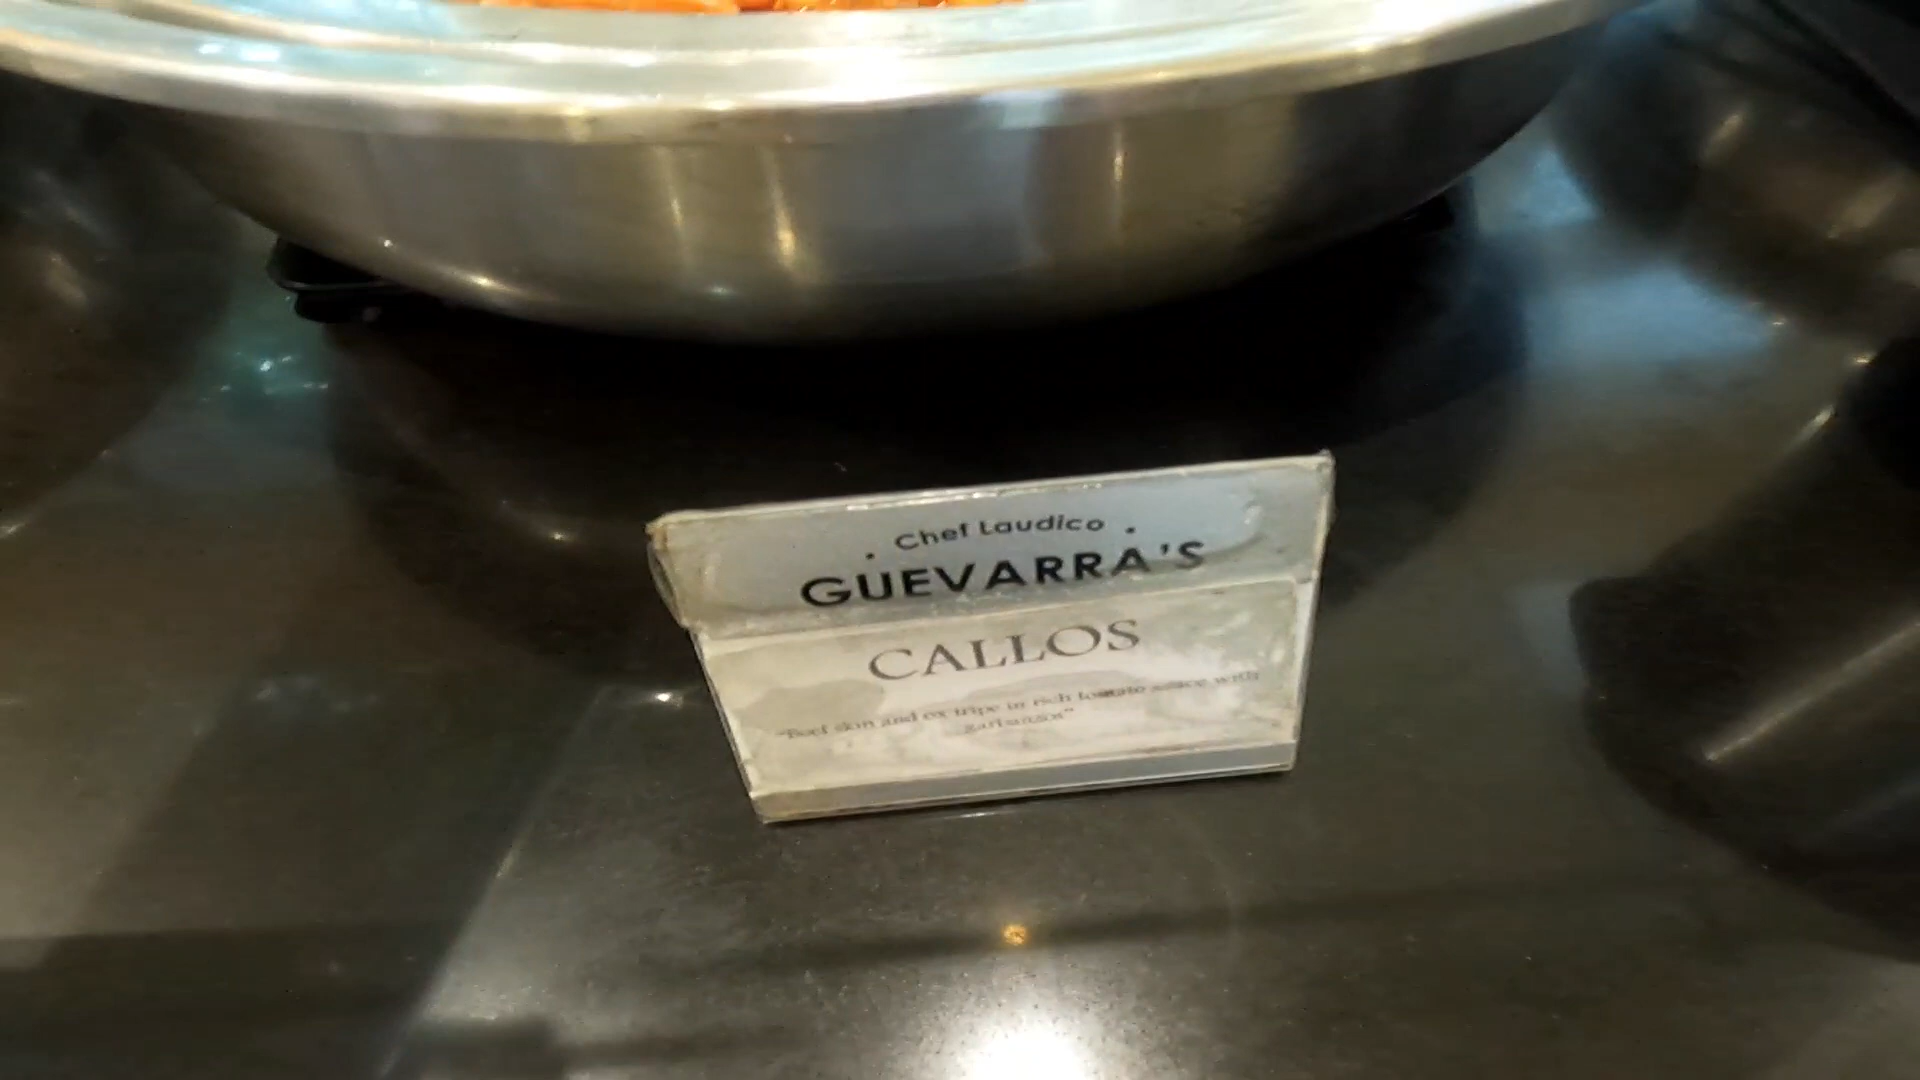 Chef Laudico
GUEVARRA'S
CALLOS
"Beef skin and ox tripe in rich tomato sauce with
garbanzos"